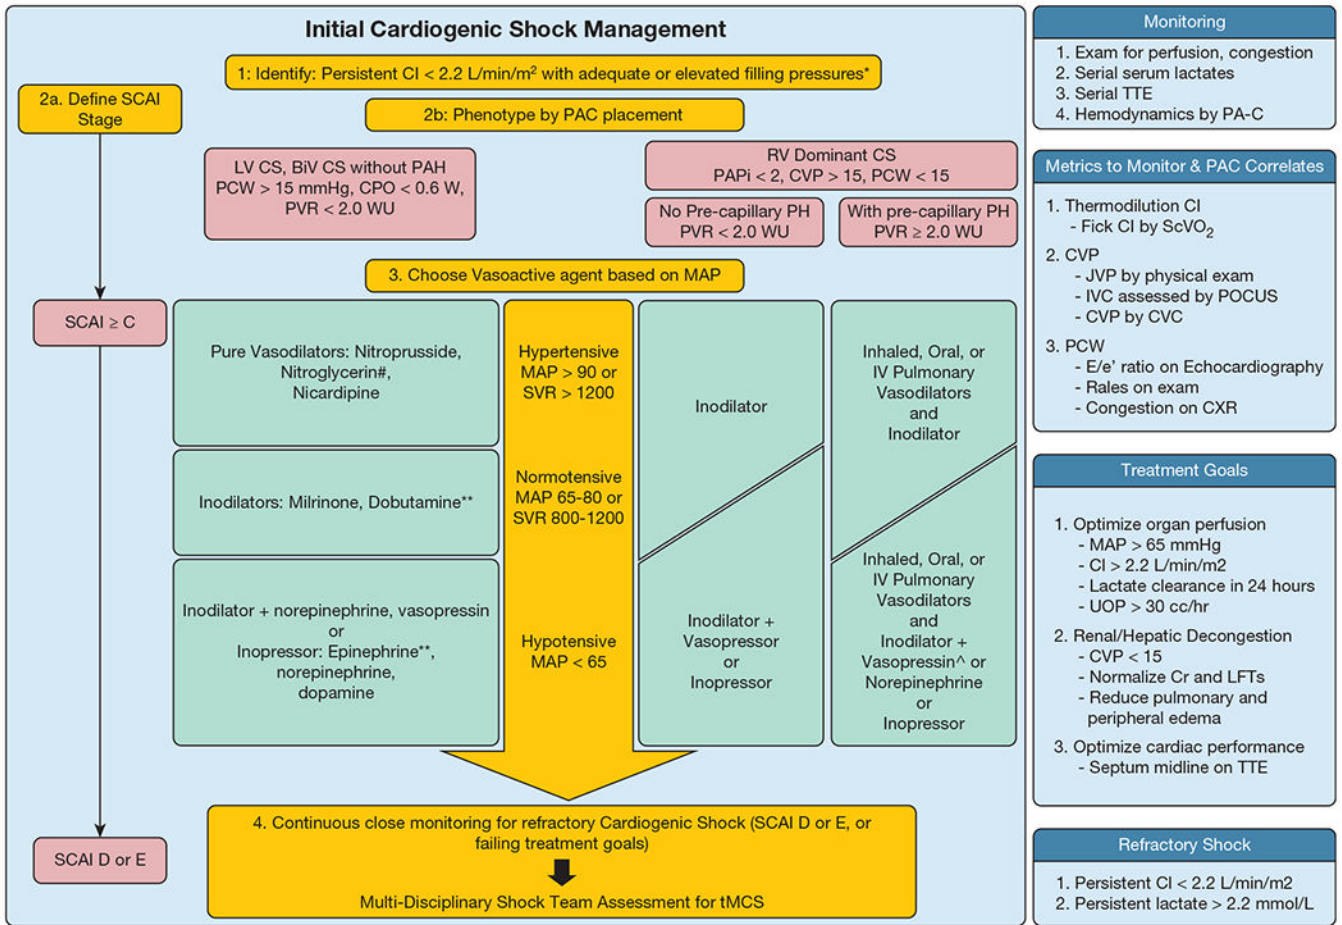 Initial Cardiogenic Shock Management
1: Identify: Persistent CI < 2.2 L/min/m² with adequate or elevated filling pressures*
2a. Define SCAI
Stage
2b: Phenotype by PAC placement
LV CS, BiV CS without PAH
PCW > 15 mmHg, CPO < 0.6 W,
PVR < 2.0 WU
RV Dominant CS
PAPi < 2, CVP > 15, PCW < 15
No Pre-capillary PH
PVR < 2.0 WU
With pre-capillary PH
PVR ≥ 2.0 WU
3. Choose Vasoactive agent based on MAP
SCAI ≥ C
Pure Vasodilators: Nitroprusside,
Nitroglycerin#,
Nicardipine
Hypertensive
MAP > 90 or
SVR > 1200
Inodilator
Inhaled, Oral, or
IV Pulmonary
Vasodilators
and
Inodilator
Inodilators: Milrinone, Dobutamine**
Normotensive
MAP 65-80 or
SVR 800-1200
Inodilator + norepinephrine, vasopressin
or
Inopressor: Epinephrine**,
norepinephrine,
dopamine
Hypotensive
MAP < 65
Inodilator +
Vasopressor
or
Inopressor
Inhaled, Oral, or
IV Pulmonary
Vasodilators
and
Inodilator +
Vasopressin^ or
Norepinephrine
or
Inopressor
4. Continuous close monitoring for refractory Cardiogenic Shock (SCAI D or E, or
failing treatment goals)
Multi-Disciplinary Shock Team Assessment for tMCS
SCAI D or E
Monitoring
1. Exam for perfusion, congestion
2. Serial serum lactates
3. Serial TTE
4. Hemodynamics by PA-C
Metrics to Monitor & PAC Correlates
1. Thermodilution CI
- Fick CI by ScVO₂
2. CVP
- JVP by physical exam
- IVC assessed by POCUS
- CVP by CVC
3. PCW
- E/e' ratio on Echocardiography
- Rales on exam
- Congestion on CXR
Treatment Goals
1. Optimize organ perfusion
- MAP > 65 mmHg
- CI > 2.2 L/min/m2
- Lactate clearance in 24 hours
- UOP > 30 cc/hr
2. Renal/Hepatic Decongestion
- CVP < 15
- Normalize Cr and LFTs
- Reduce pulmonary and
peripheral edema
3. Optimize cardiac performance
- Septum midline on TTE
Refractory Shock
1. Persistent CI < 2.2 L/min/m2
2. Persistent lactate > 2.2 mmol/L